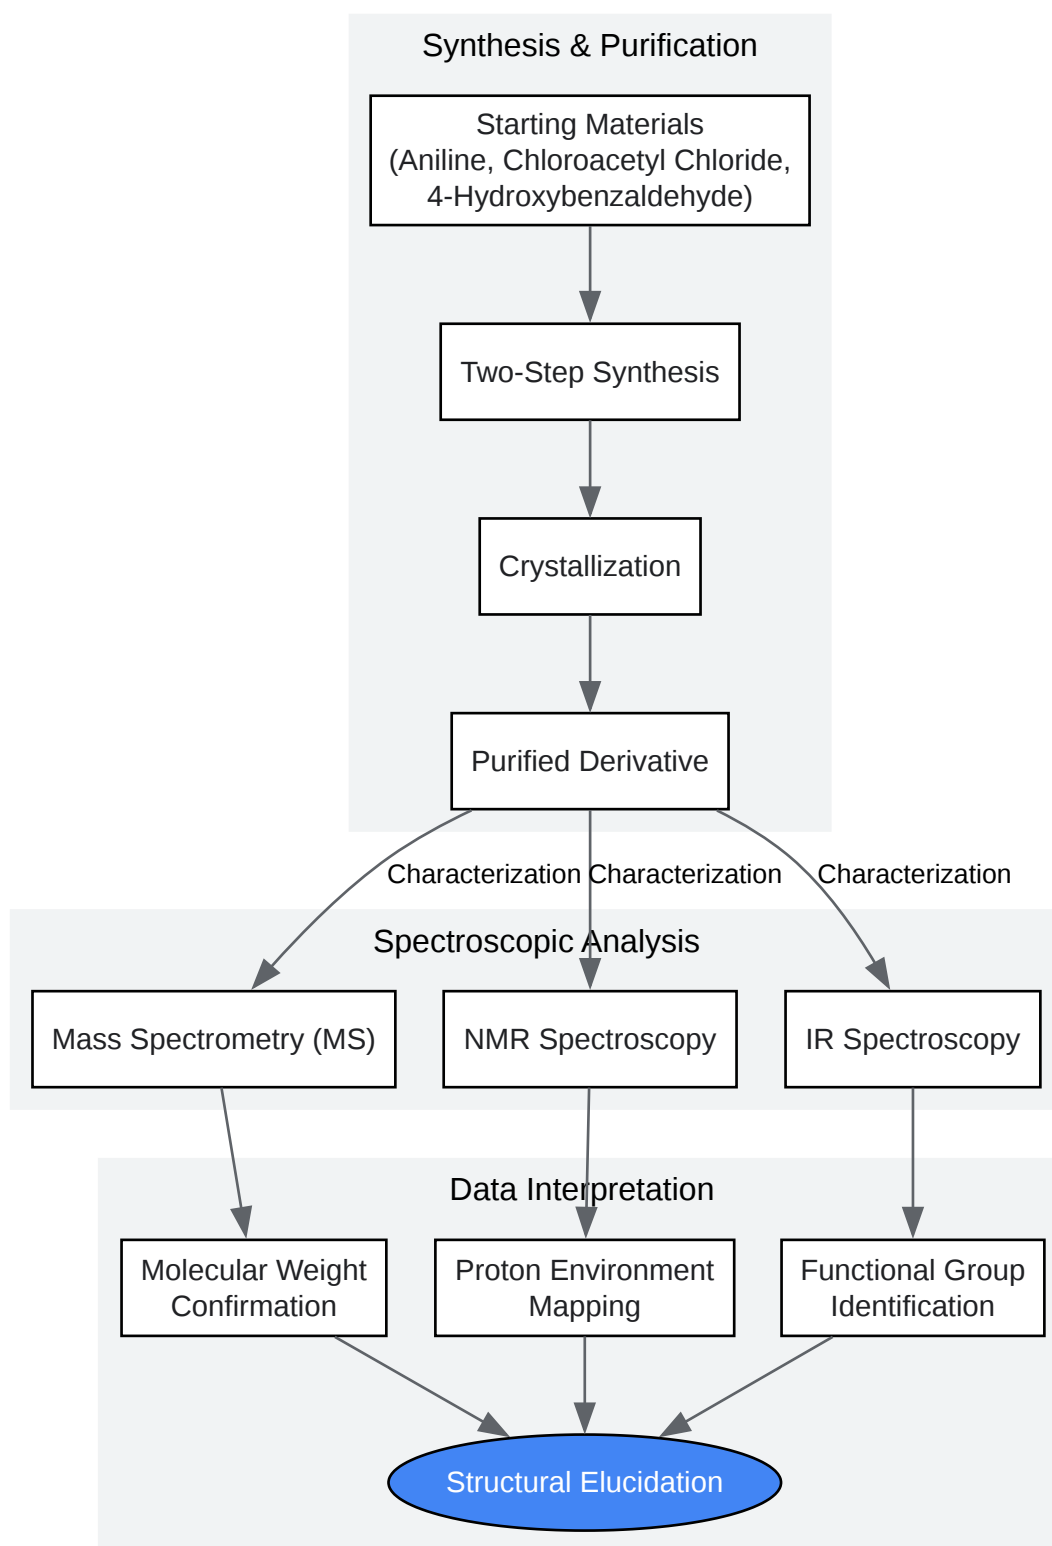 Synthesis & Purification
Starting Materials
(Aniline, Chloroacetyl Chloride,
4-Hydroxybenzaldehyde)
Two-Step Synthesis
Crystallization
Purified Derivative
Characterization
Characterization
Characterization
Spectroscopic Analysis
Mass Spectrometry (MS)
NMR Spectroscopy
IR Spectroscopy
Data Interpretation
Molecular Weight
Confirmation
Proton Environment
Mapping
Functional Group
Identification
Structural Elucidation